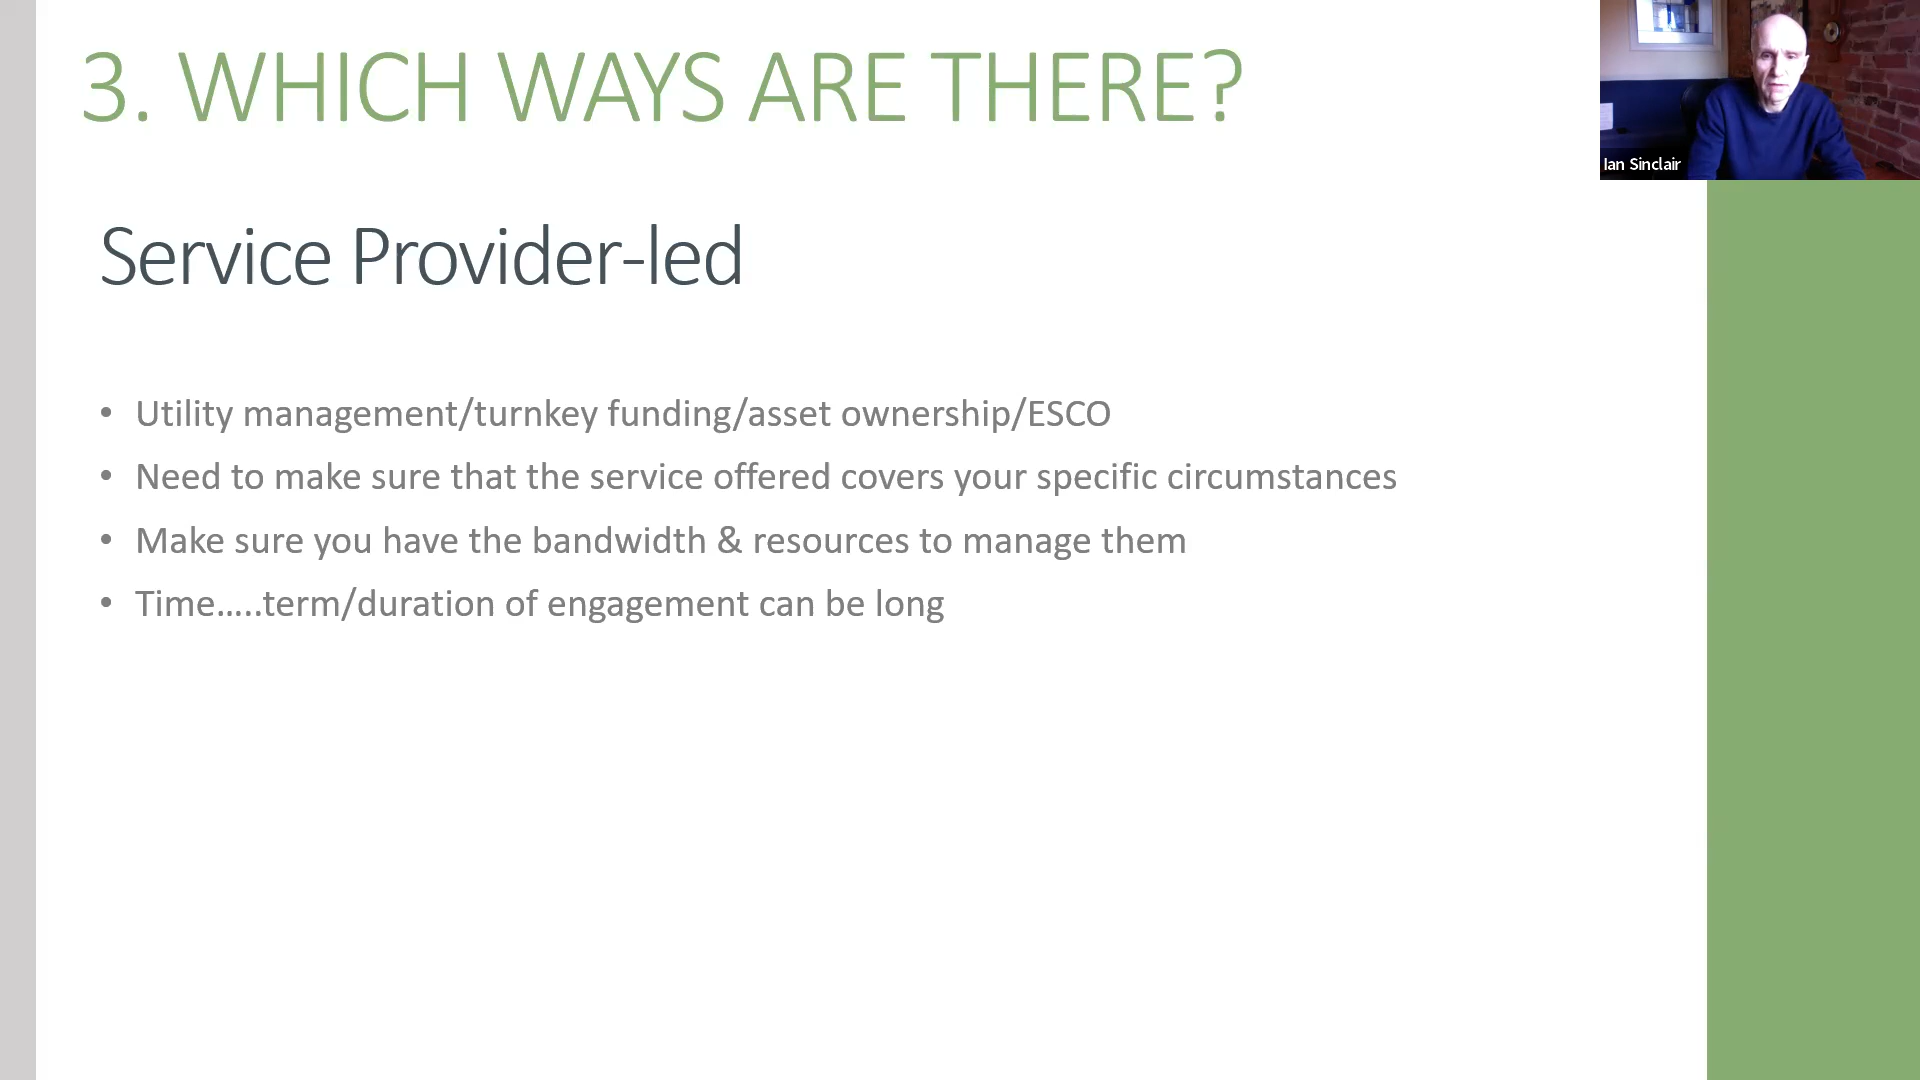 3. WHICH WAYS ARE THERE?
Ian Sinclair
Service Provider-led
• Utility management/turnkey funding/asset ownership/ESCO
• Need to make sure that the service offered covers your specific circumstances
• Make sure you have the bandwidth & resources to manage them
• Time…..term/duration of engagement can be long